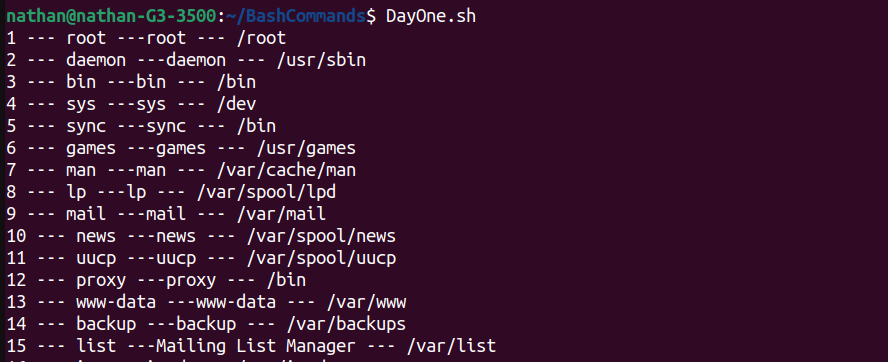 nathan@nathan-G3-3500:~/BashCommands$ DayOne.sh
1 --- root ---root --- /root
2 --- daemon ---daemon --- /usr/sbin
3 --- bin ---bin --- /bin
4 --- sys ---sys --- /dev
5 --- sync ---sync --- /bin
6 --- games ---games --- /usr/games
7 --- man ---man --- /var/cache/man
8 --- lp ---lp --- /var/spool/lpd
9 --- mail ---mail --- /var/mail
10 --- news ---news --- /var/spool/news
11 --- uucp ---uucp --- /var/spool/uucp
12 --- proxy ---proxy --- /bin
13 --- www-data ---www-data --- /var/www
14 --- backup ---backup --- /var/backups
15 --- list ---Mailing List Manager --- /var/list